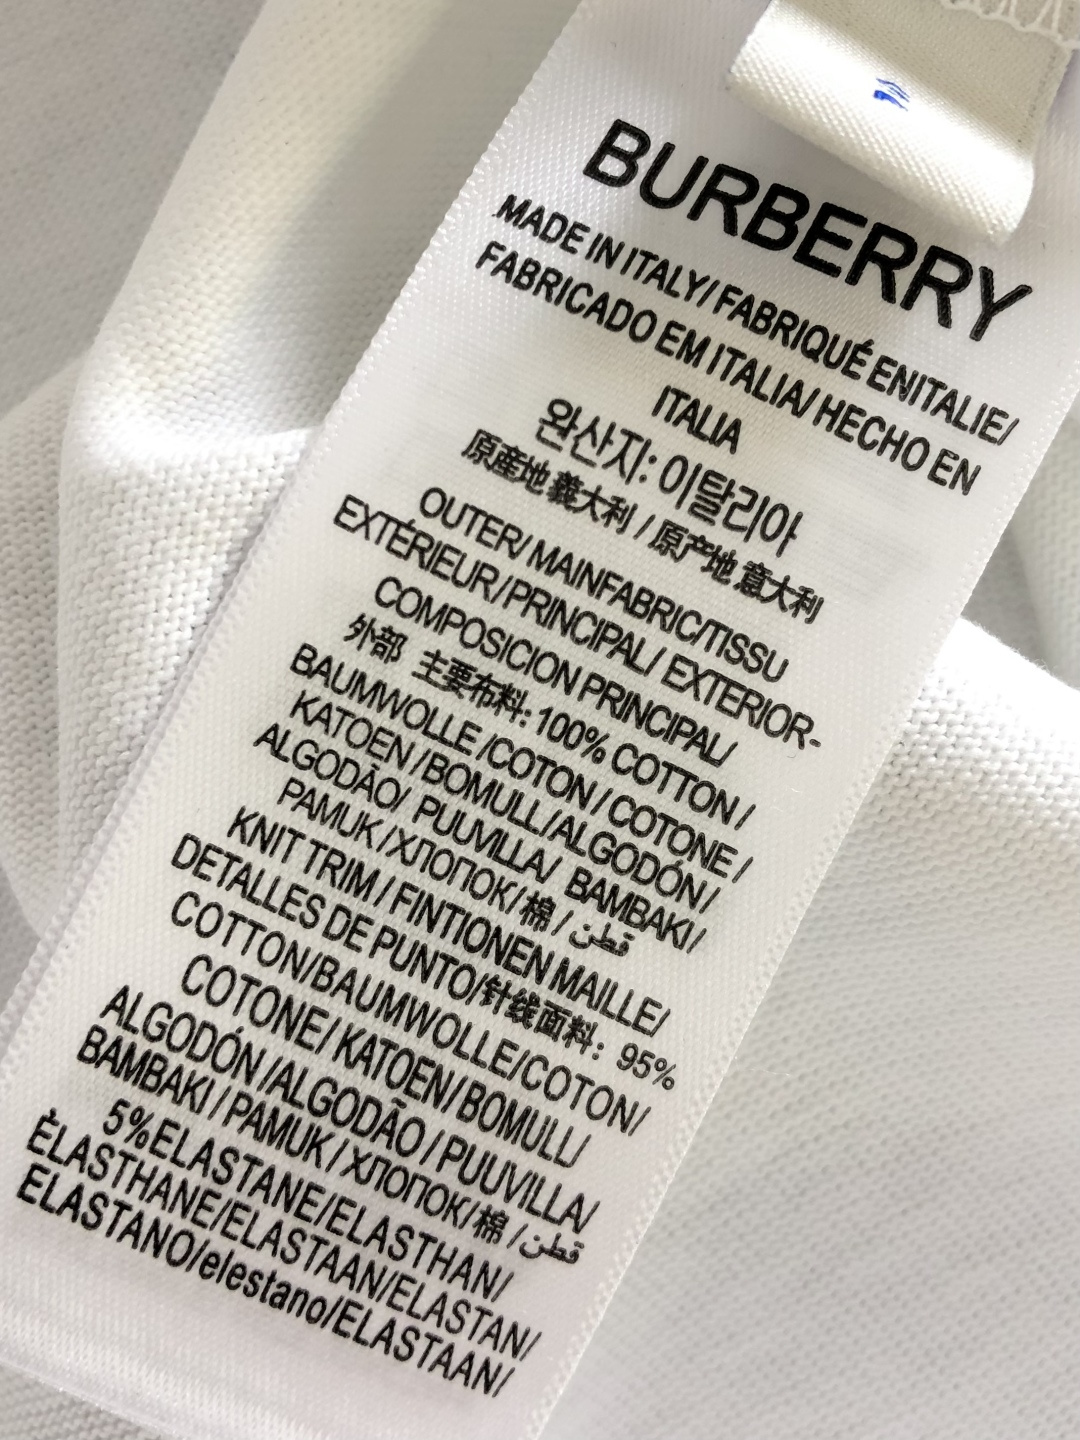 BURBERRY
MADE IN ITALY/ FABRIQUÉ ENITALIE/
FABRICADO EM ITALIA/ HECHO EN
ITALIA
완산지: 이탈리아
原産地 義大利 / 原产地 意大利
OUTER/ MAINFABRIC/TISSU
EXTÉRIEUR/PRINCIPAL/ EXTERIOR-
COMPOSICION PRINCIPAL/
外部 主要布料: 100% COTTON /
BAUMWOLLE /COTON / COTONE /
KATOEN /BOMULL/ALGODÓN /
ALGODÃO/ PUUVILLA/ BAMBAKI /
PAMUK /ХЛОПОК/ 棉 / قطن
KNIT TRIM / FINTIONEN MAILLE/
DETALLES DE PUNTO/针线面料: 95%
COTTON/BAUMWOLLE/COTON/
COTONE/ KATOEN/ BOMULL/
ALGODÓN /ALGODÃO / PUUVILLA/
BAMBAKI / PAMUK / ХЛОПОК/ 棉 / قطن
5%ELASTANE/ELASTHAN/
ÉLASTHANE/ELASTAAN/ELASTAN/
ELASTANO/elestano/ELASTAAN/